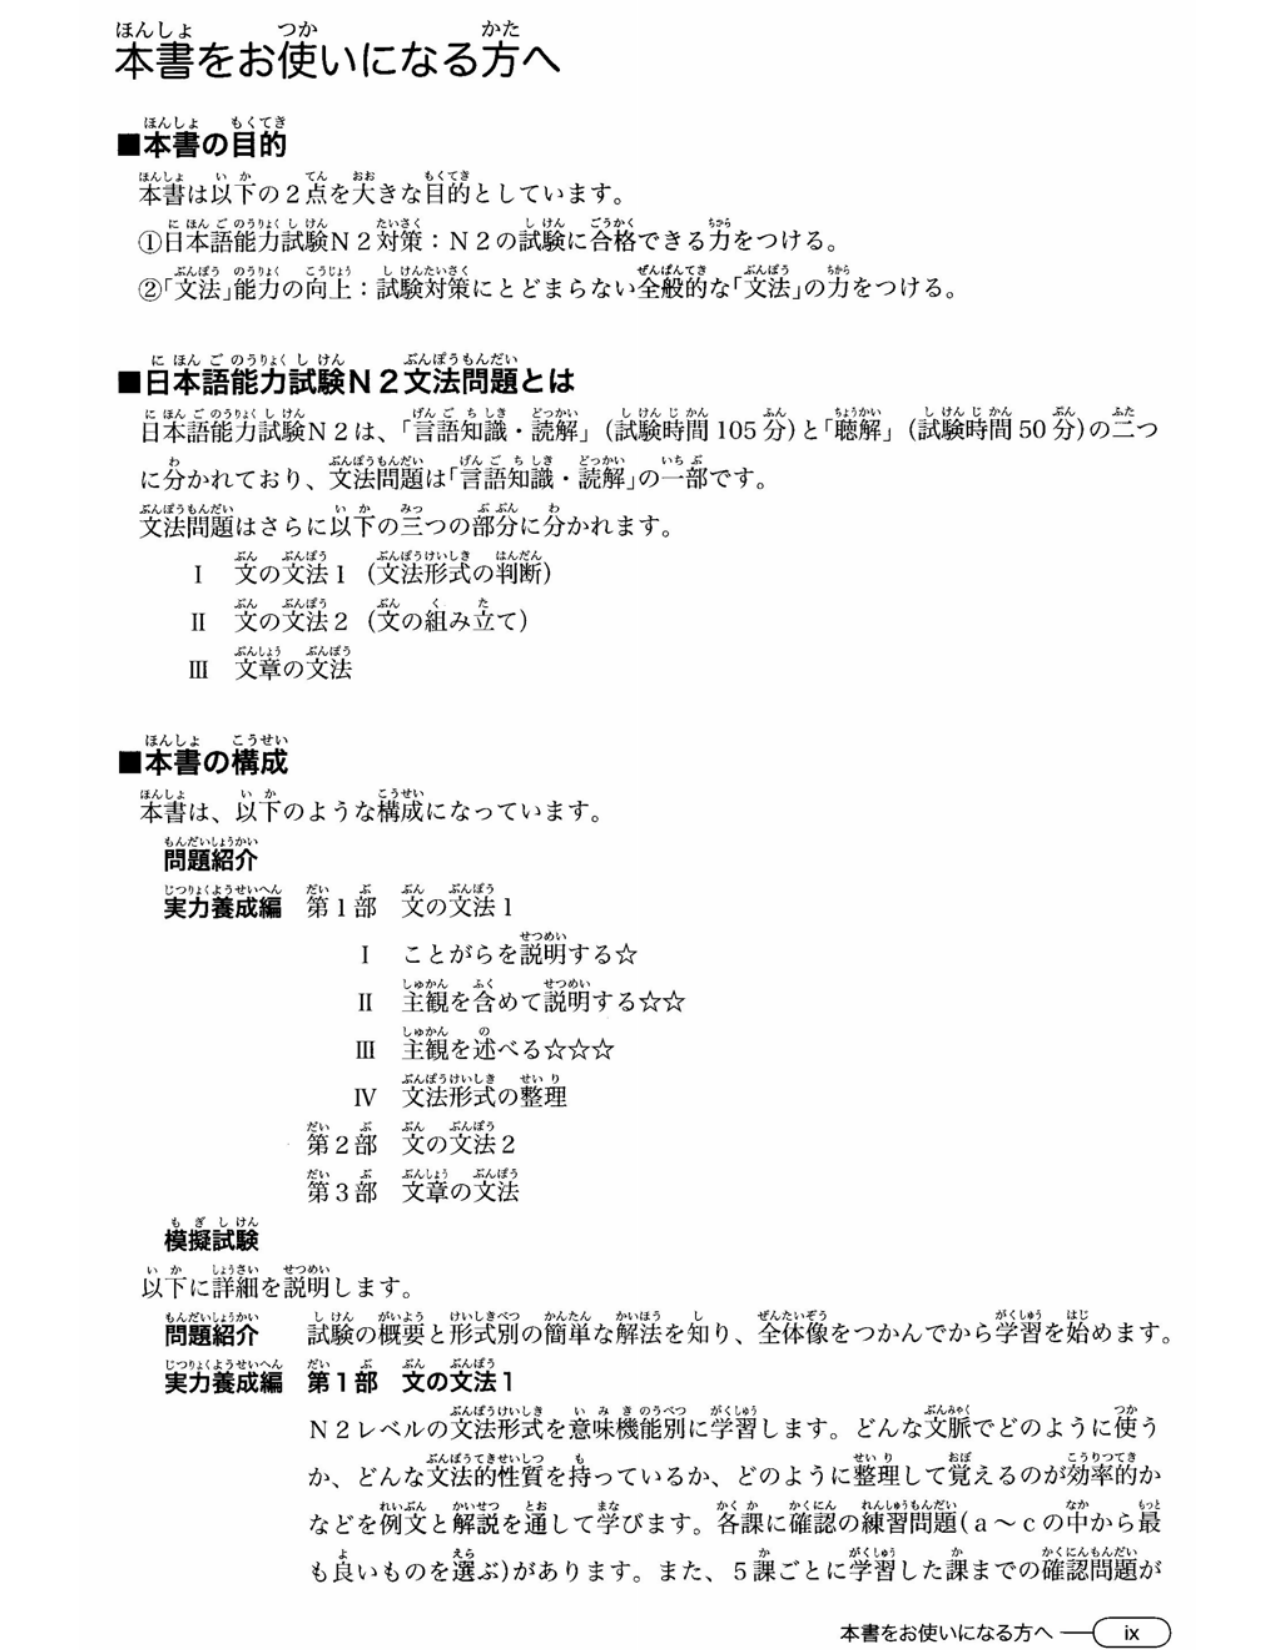 本書をお使いになる方へ
■本書の目的
本書は以下の2点を大きな目的としています。
①日本語能力試験N2対策：N2の試験に合格できる力をつける。
②「文法」能力の向上：試験対策にとどまらない全般的な「文法」の力をつける。
■日本語能力試験N2文法問題とは
日本語能力試験N2は、「言語知識・読解」（試験時間105分）と「聴解」（試験時間50分）の二つ
に分かれており、文法問題は「言語知識・読解」の一部です。
文法問題はさらに以下の三つの部分に分かれます。
Ⅰ　文の文法1（文法形式の判断）
Ⅱ　文の文法2（文の組み立て）
Ⅲ　文章の文法
■本書の構成
本書は、以下のような構成になっています。
問題紹介
実力養成編　第1部　文の文法1
Ⅰ　ことがらを説明する☆
Ⅱ　主観を含めて説明する☆☆
Ⅲ　主観を述べる☆☆☆
Ⅳ　文法形式の整理
第2部　文の文法2
第3部　文章の文法
模擬試験
以下に詳細を説明します。
問題紹介　試験の概要と形式別の簡単な解法を知り、全体像をつかんでから学習を始めます。
実力養成編　第1部　文の文法1
N2レベルの文法形式を意味機能別に学習します。どんな文脈でどのように使う
か、どんな文法的性質を持っているか、どのように整理して覚えるのが効率的か
などを例文と解説を通して学びます。各課に確認の練習問題（a～cの中から最
も良いものを選ぶ）があります。また、5課ごとに学習した課までの確認問題が
本書をお使いになる方へ　ix